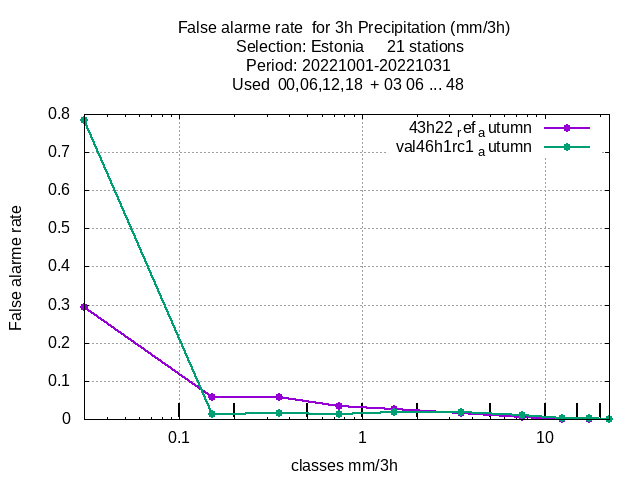 False alarme rate for 3h Precipitation (mm/3h)
Selection: Estonia 21 stations
Period: 20221001-20221031
Used 00,06,12,18 + 03 06 ... 48
43h22 ref a utumn
val46h1rc1 a utumn
False alarme rate
0.8
0.7
0.6
0.5
0.4
0.3
0.2
0.1
0
0.1 1 10
classes mm/3h